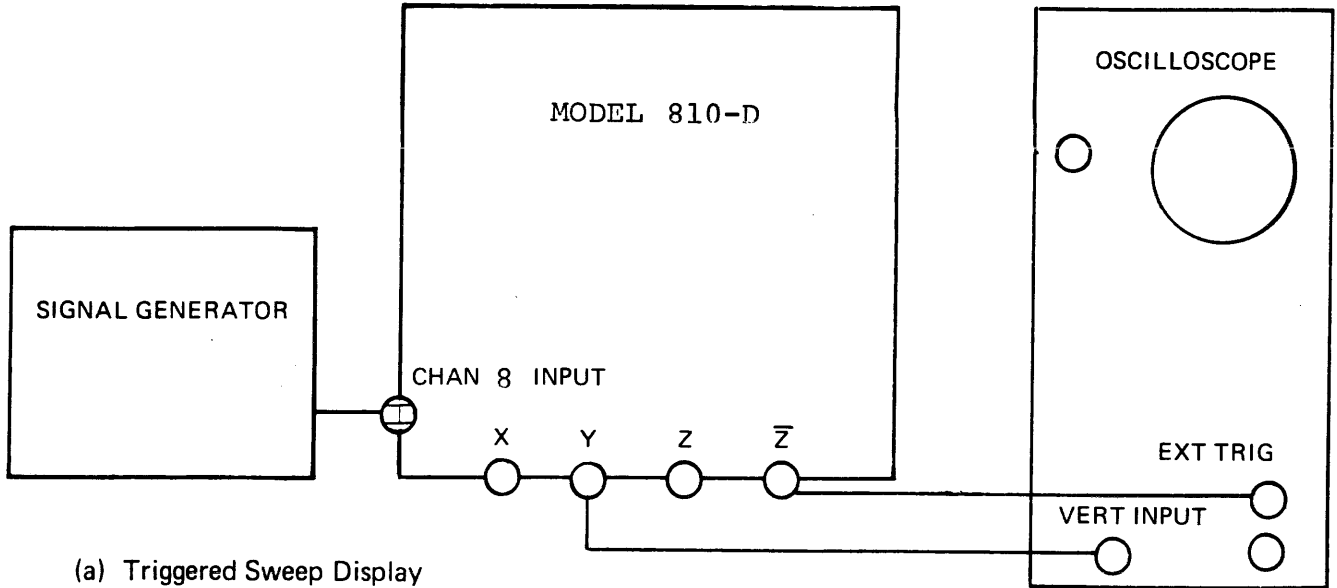 OSCILLOSCOPE
MODEL 810-D
SIGNAL GENERATOR
CHAN 8 INPUT
X Y Z Z̅
EXT TRIG
VERT INPUT
(a) Triggered Sweep Display